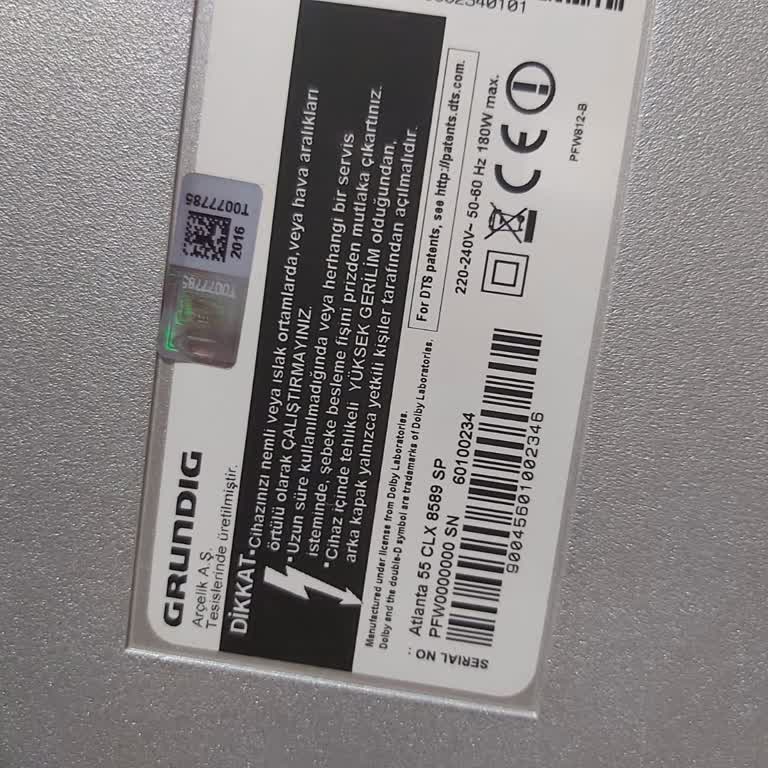 GRUNDIG
Arçelik A.Ş.
Tesislerinde üretilmiştir.
T0077785
2016
T0077785
DİKKAT
•Cihazınızı nemli veya ıslak ortamlarda,veya hava aralıkları
örtülü olarak ÇALIŞTIRMAYINIZ.
•Uzun süre kullanılmadığında veya herhangi bir servis
isteminde, şebeke besleme fişini prizden mutlaka çıkartınız.
•Cihaz içinde tehlikeli YÜKSEK GERİLİM olduğundan,
arka kapak yalnızca yetkili kişiler tarafından açılmalıdır.
Manufactured under license from Dolby Laboratories.
Dolby and the double-D symbol are trademarks of Dolby Laboratories.
For DTS patents, see http://patents.dts.com.
220-240V~ 50-60 Hz 180W max.
Atlanta 55 CLX 8589 SP
PFW0000000 SN 60100234
SERIAL NO :
90045601002346
CE
PFW812-B